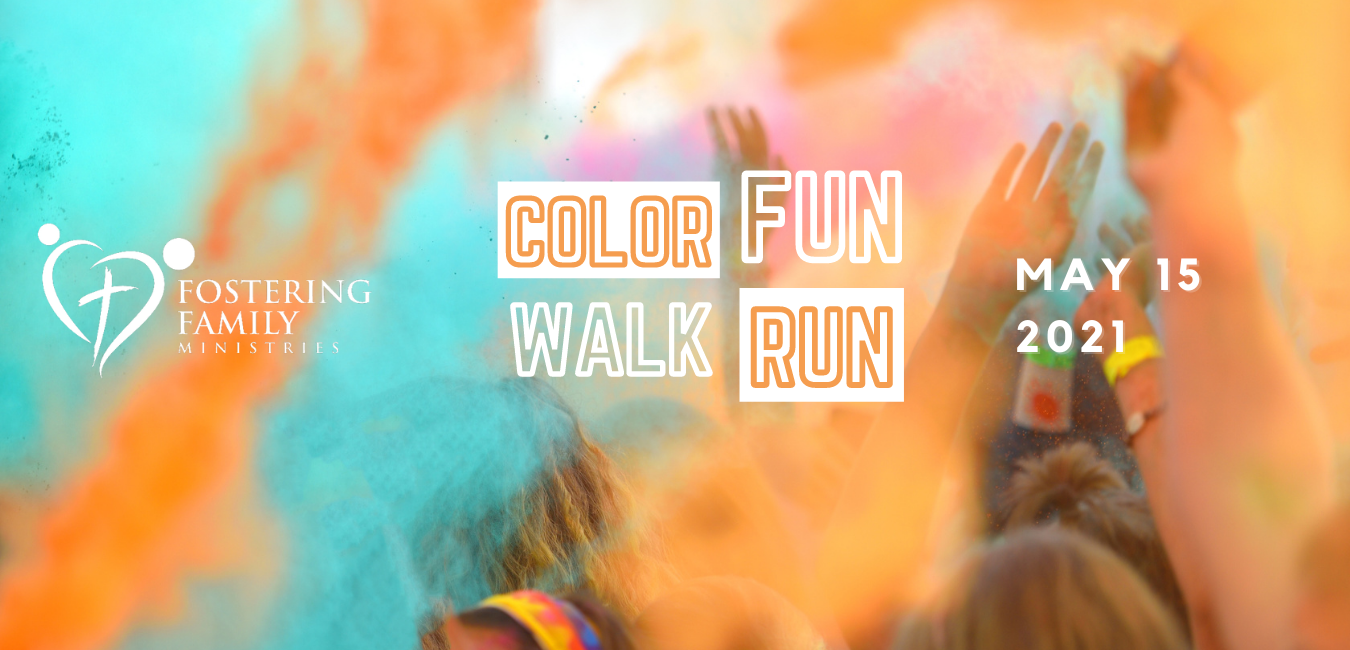 FOSTERING
FAMILY
MINISTRIES
COLOR FUN
WALK RUN
MAY 15
2021